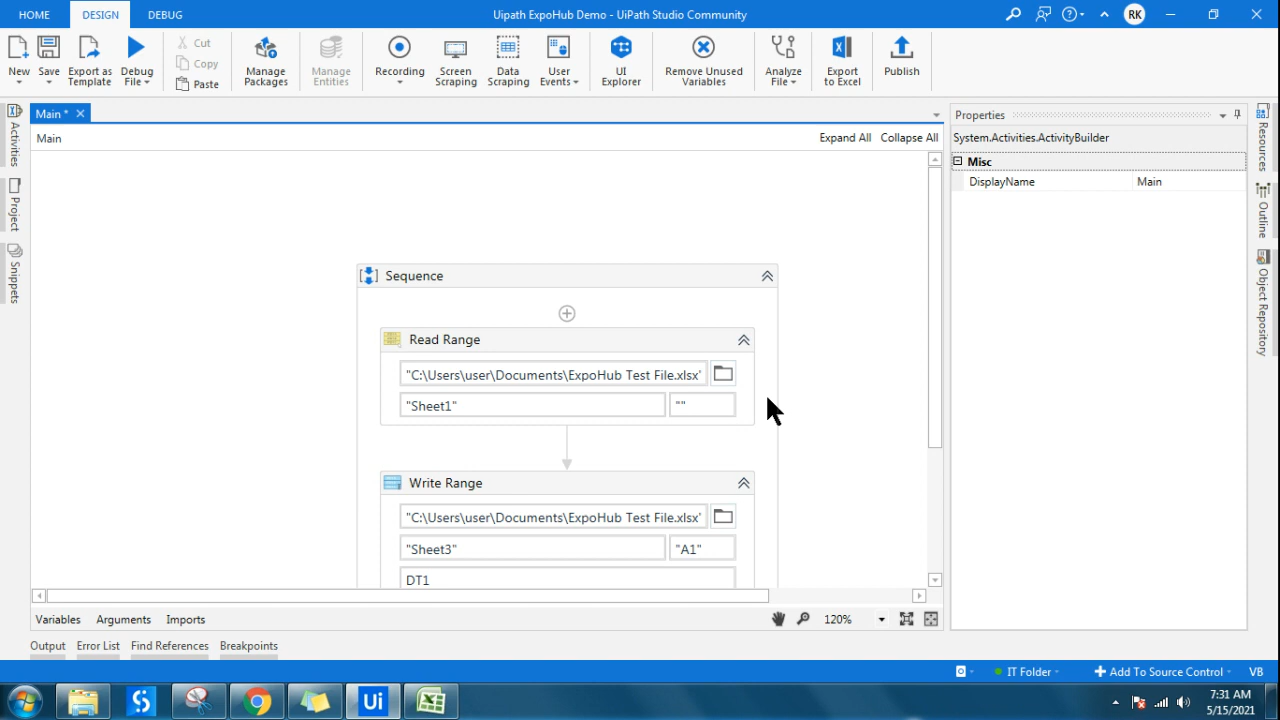 HOME DESIGN DEBUG Uipath ExpoHub Demo - UiPath Studio Community RK
New Save Export as Template Debug File Cut Copy Paste Manage Packages Manage Entities Recording Screen Scraping Data Scraping User Events UI Explorer Remove Unused Variables Analyze File Export to Excel Publish
Main * Properties
Main Expand All Collapse All System.Activities.ActivityBuilder
Misc
DisplayName Main
Activities
Project
Snippets
Resources
Outline
Object Repository
Sequence
Read Range
"C:\Users\user\Documents\ExpoHub Test File.xlsx'
"Sheet1" ""
Write Range
"C:\Users\user\Documents\ExpoHub Test File.xlsx'
"Sheet3" "A1"
DT1
Variables Arguments Imports 120%
Output Error List Find References Breakpoints
IT Folder Add To Source Control VB
S Ui
7:31 AM
5/15/2021